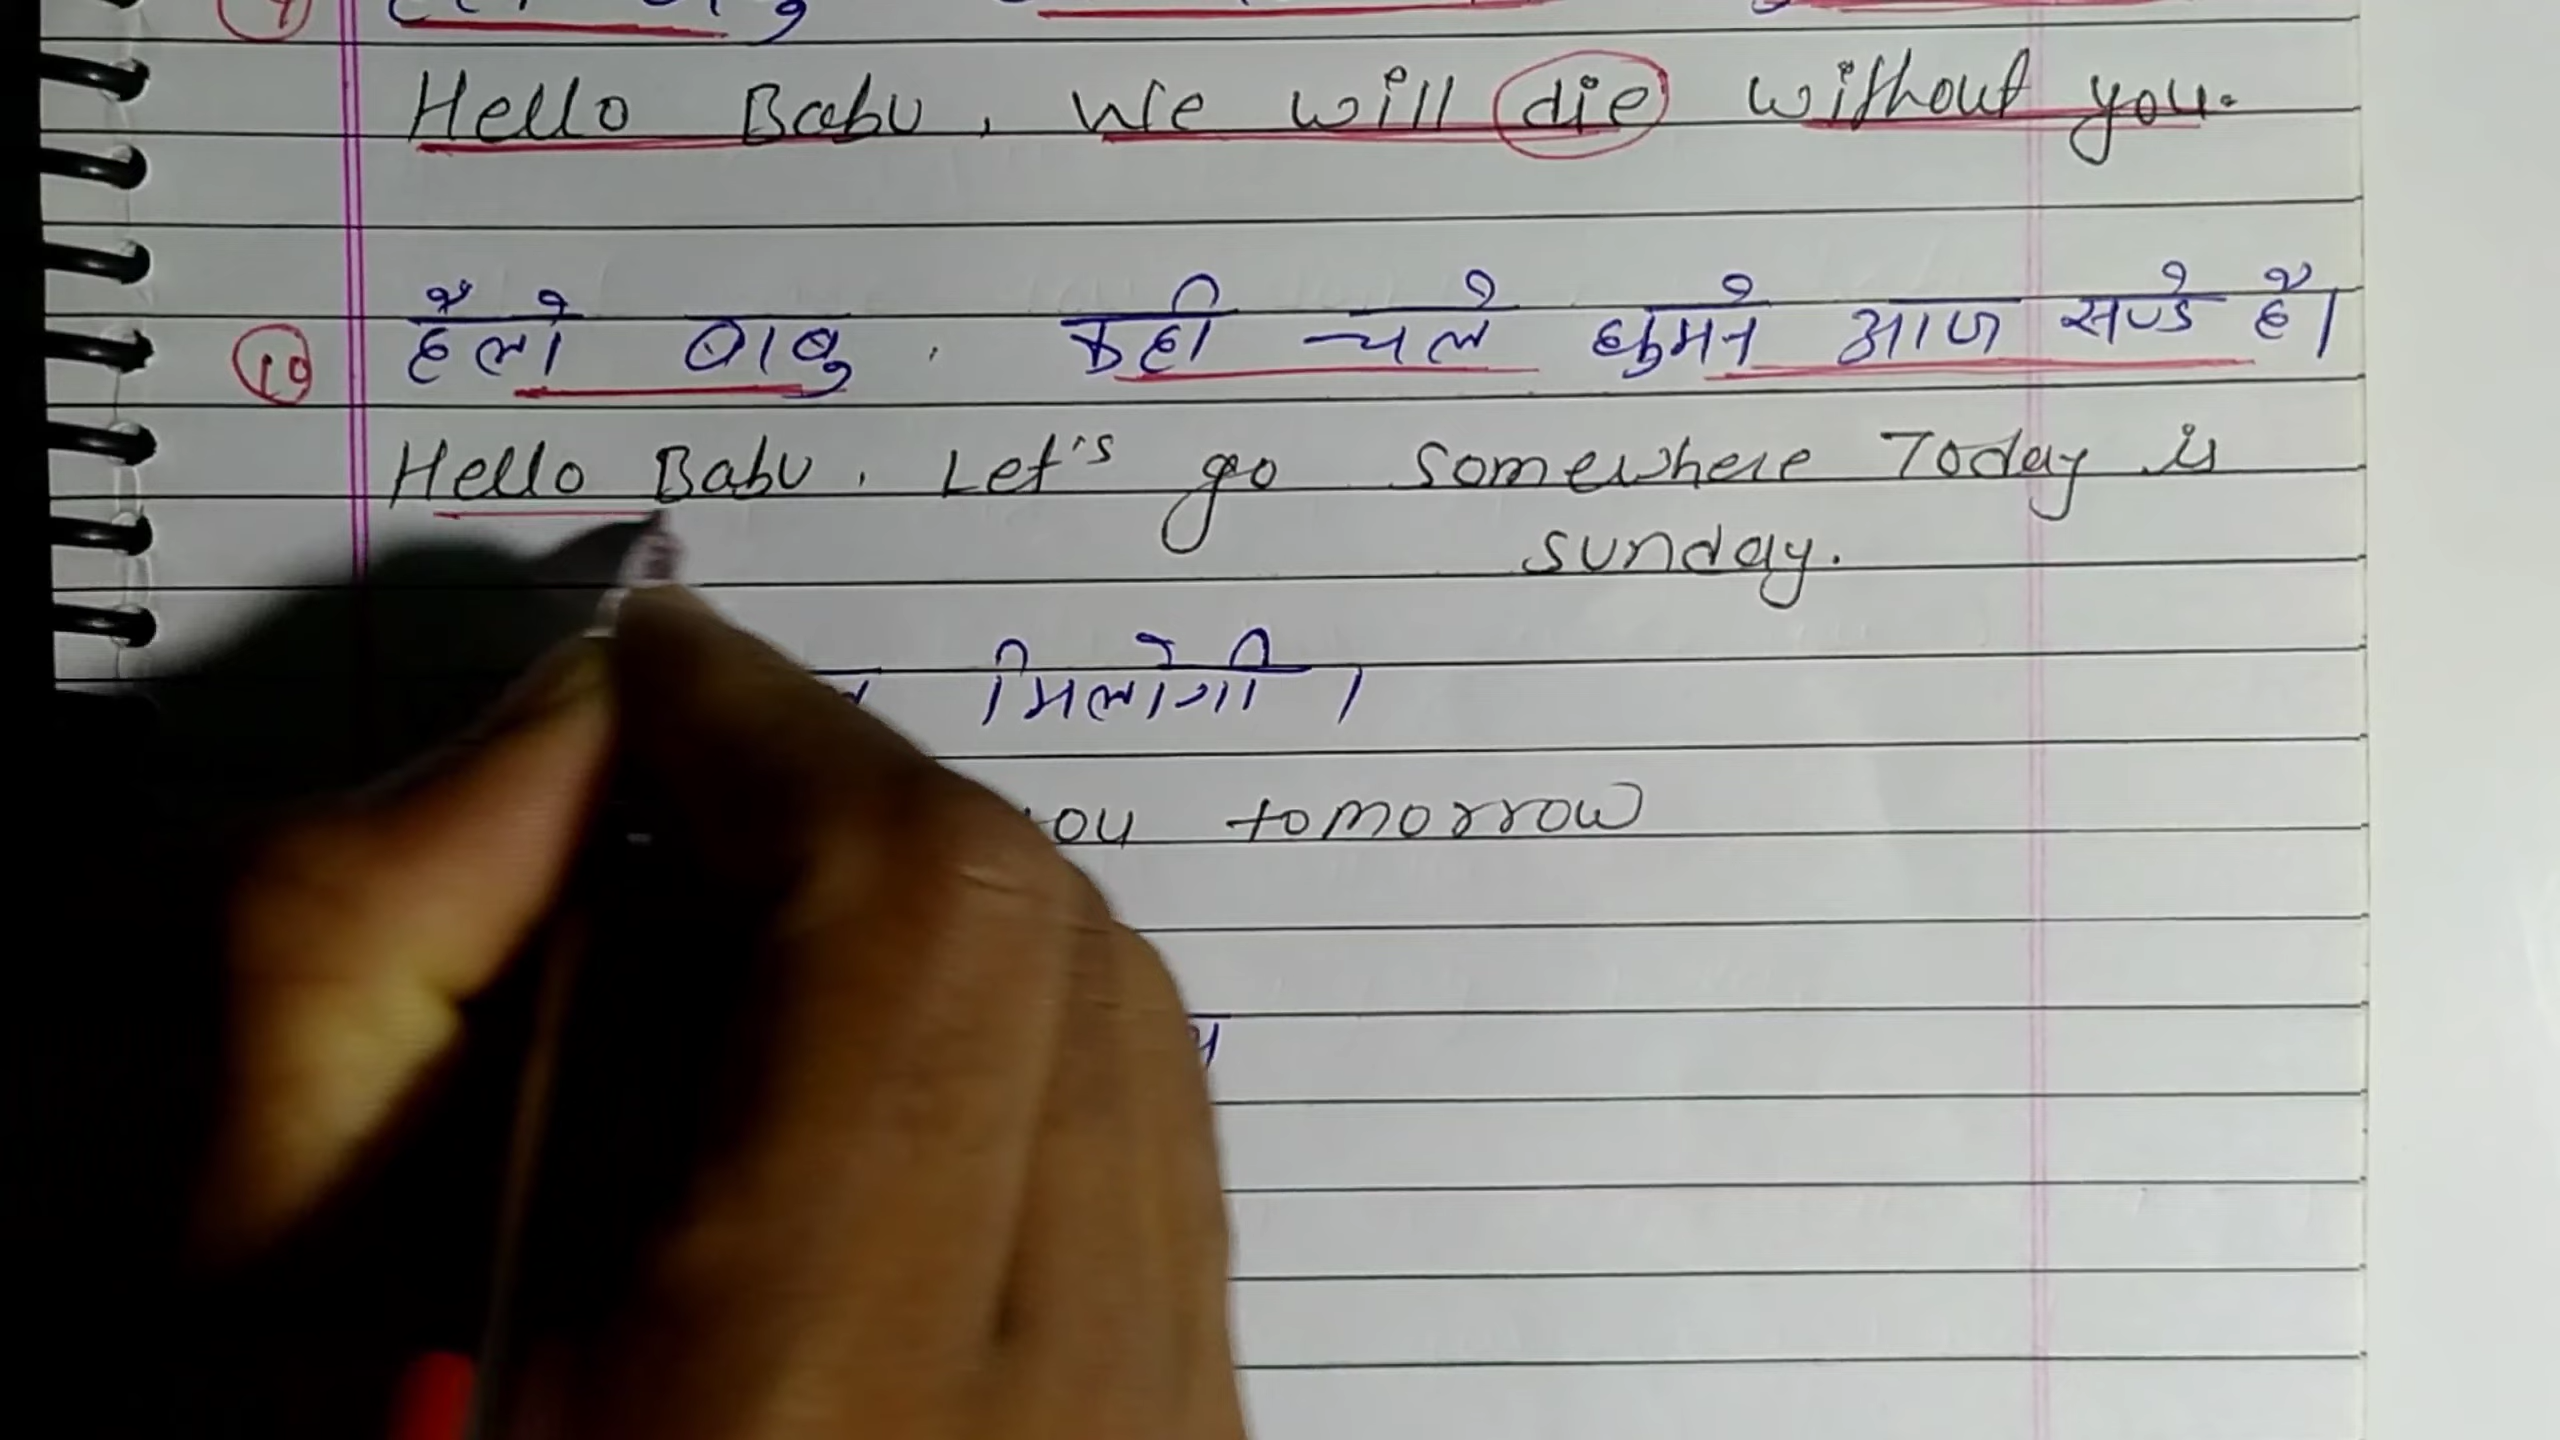 Hello Babu, we will die without you.
10 हैलो बाबु, कही चले घुमने आज सण्डे है।
Hello Babu, Let's go somewhere Today is
sunday.
मिलोगी।
tomorrow